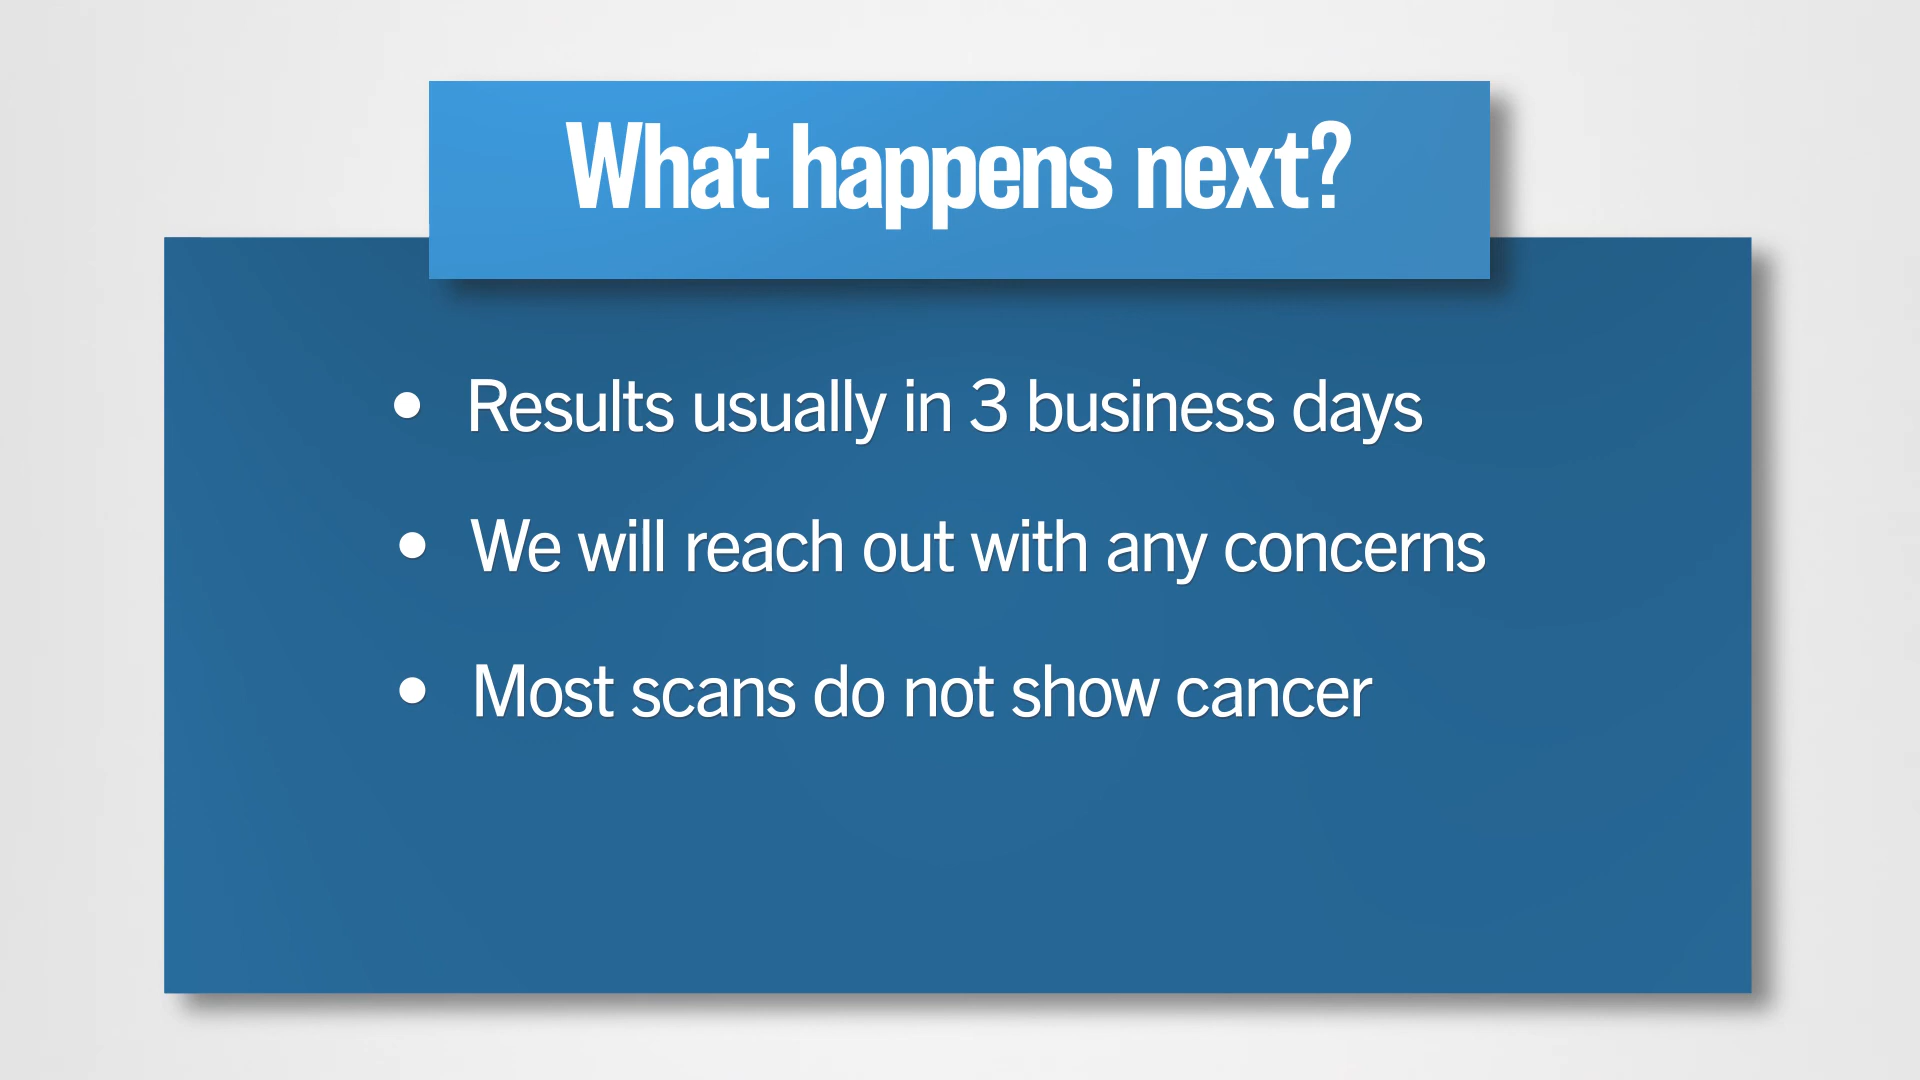 What happens next?
• Results usually in 3 business days
• We will reach out with any concerns
• Most scans do not show cancer